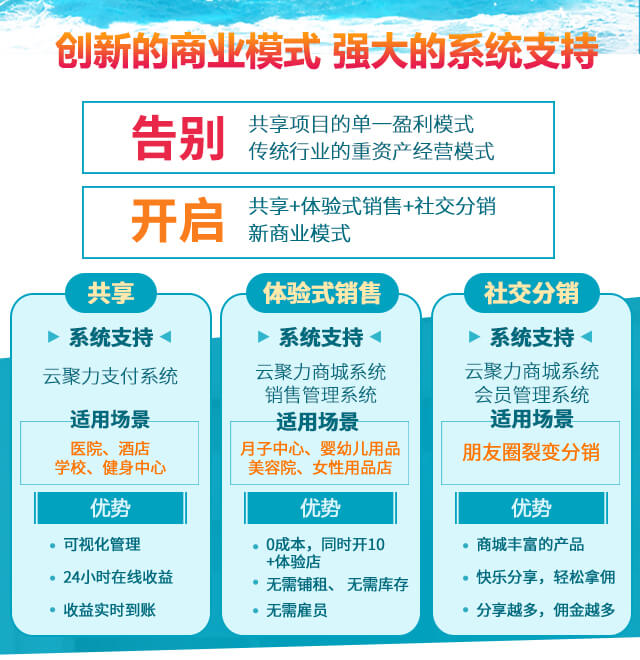 创新的商业模式 强大的系统支持
告别
共享项目的单一盈利模式
传统行业的重资产经营模式
开启
共享+体验式销售+社交分销
新商业模式
共享
系统支持
云聚力支付系统
适用场景
医院、酒店
学校、健身中心
优势
可视化管理
24小时在线收益
收益实时到账
体验式销售
系统支持
云聚力商城系统
销售管理系统
适用场景
月子中心、婴幼儿用品
美容院、女性用品店
优势
0成本，同时开10
+体验店
无需铺租、 无需库存
无需雇员
社交分销
系统支持
云聚力商城系统
会员管理系统
适用场景
朋友圈裂变分销
优势
商城丰富的产品
快乐分享，轻松拿佣
分享越多，佣金越多